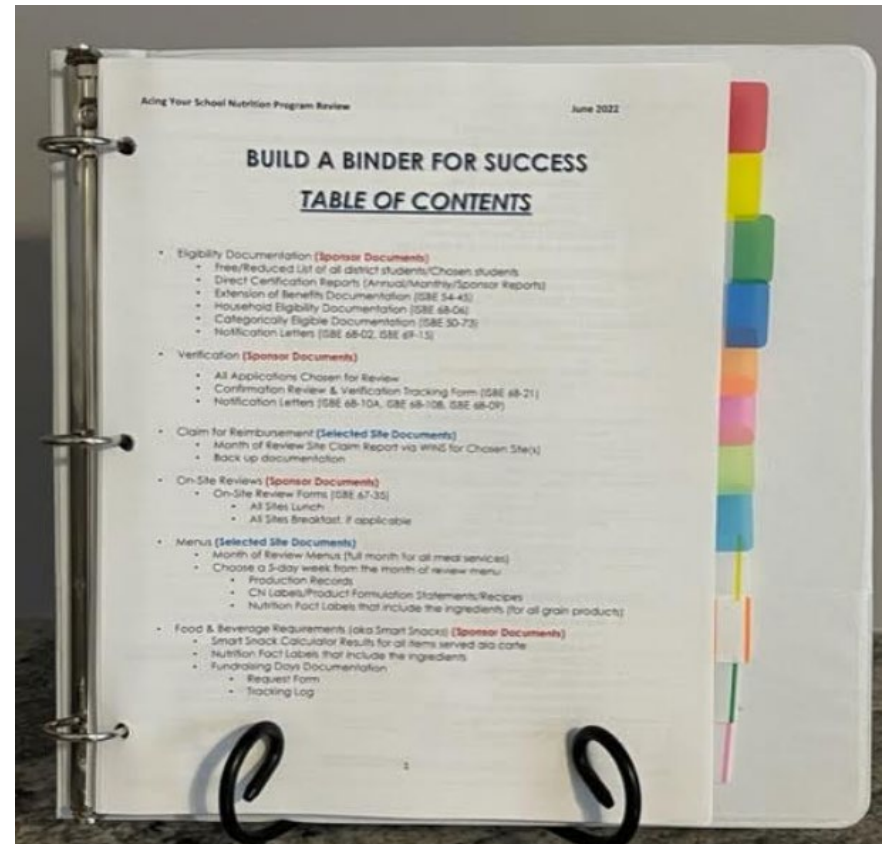 Acing Your School Nutrition Program Review June 2022
BUILD A BINDER FOR SUCCESS
TABLE OF CONTENTS
• Eligibility Documentation (Sponsor Documents)
• Free/Reduced List of all district students/Chosen students
• Direct Certification Reports (Annual/Monthly/Sponsor Reports)
• Extension of Benefits Documentation (ISBE 54-45)
• Household Eligibility Documentation (ISBE 68-06)
• Categorically Eligible Documentation (ISBE 50-73)
• Notification Letters (ISBE 68-02, ISBE 69-15)
• Verification (Sponsor Documents)
• All Applications Chosen for Review
• Confirmation Review & Verification Tracking Form (ISBE 68-21)
• Notification Letters (ISBE 68-10A, ISBE 68-10B, ISBE 68-09)
• Claim for Reimbursement (Selected Site Documents)
• Month of Review Site Claim Report via WINS for Chosen Site(s)
• Back up documentation
• On-Site Reviews (Sponsor Documents)
• On-Site Review Forms (ISBE 67-35)
• All Sites Lunch
• All Sites Breakfast, if applicable
• Menus (Selected Site Documents)
• Month of Review Menus (full month for all meal services)
• Choose a 5-day week from the month of review menu
• Production Records
• CN Labels/Product Formulation Statements/Recipes
• Nutrition Fact Labels that include the ingredients (for all grain products)
• Food & Beverage Requirements (aka Smart Snacks) (Sponsor Documents)
• Smart Snack Calculator Results for all items served ala carte
• Nutrition Fact Labels that include the ingredients
• Fundraising Days Documentation
• Request Form
• Tracking Log